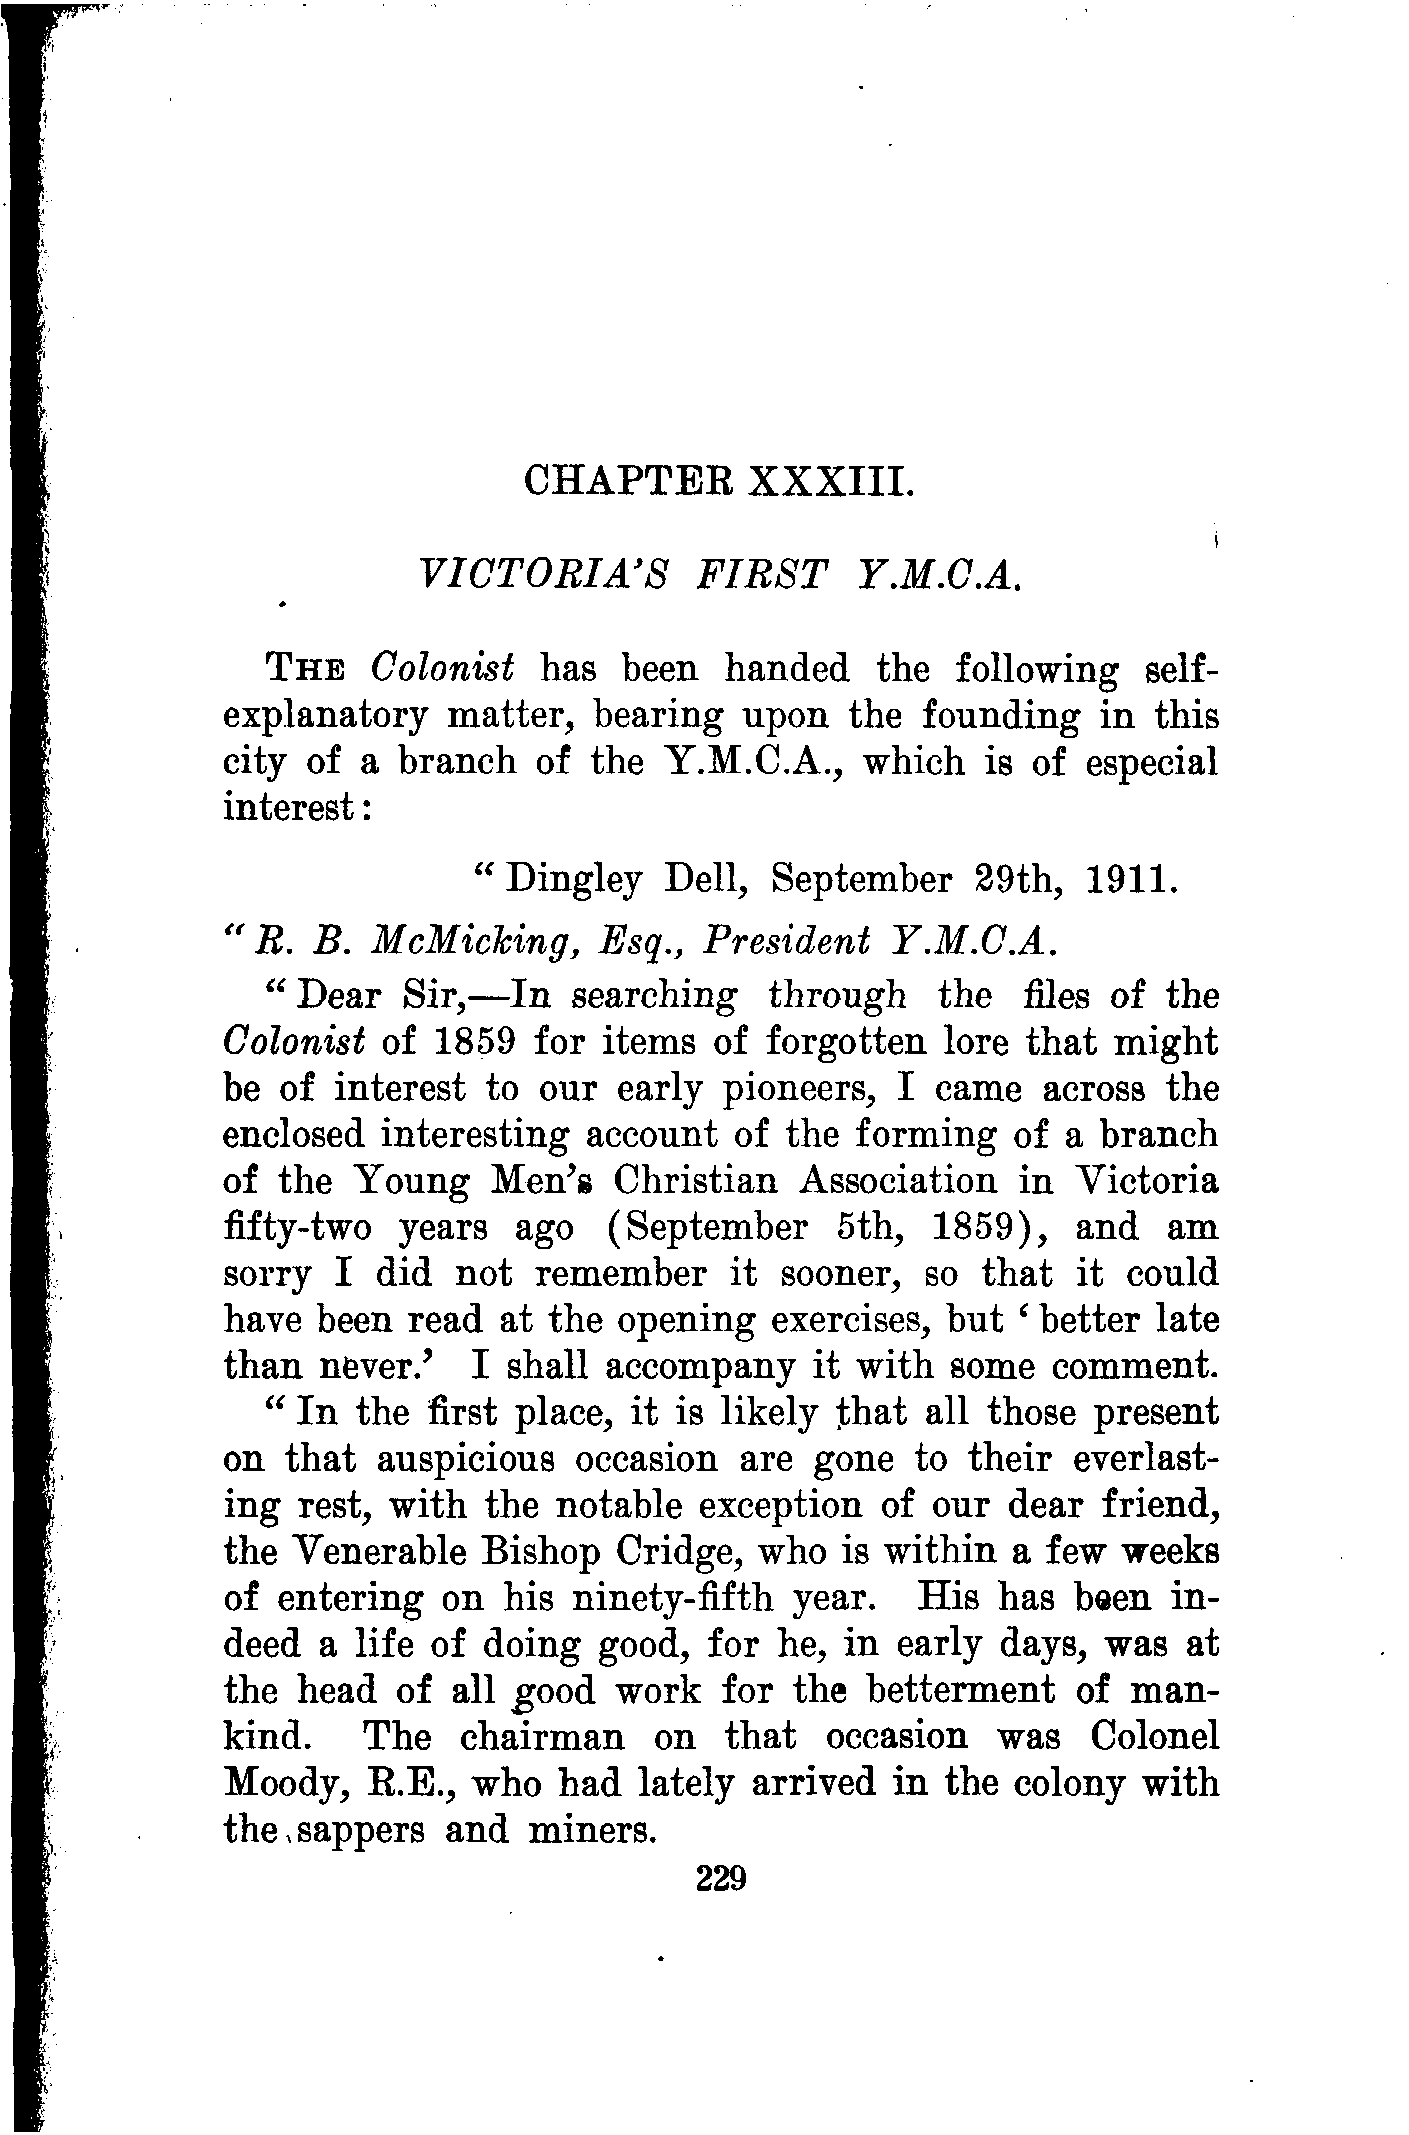 CHAPTER XXXIII.
VICTORIA'S FIRST Y.M.C.A.
THE Colonist has been handed the following self-
explanatory matter, bearing upon the founding in this
city of a branch of the Y.M.C.A., which is of especial
interest:
" Dingley Dell, September 29th, 1911.
" R. B. McMicking, Esq., President Y.M.C.A.
" Dear Sir,—In searching through the files of the
Colonist of 1859 for items of forgotten lore that might
be of interest to our early pioneers, I came across the
enclosed interesting account of the forming of a branch
of the Young Men's Christian Association in Victoria
fifty-two years ago (September 5th, 1859), and am
sorry I did not remember it sooner, so that it could
have been read at the opening exercises, but ' better late
than never.' I shall accompany it with some comment.
" In the first place, it is likely that all those present
on that auspicious occasion are gone to their everlast-
ing rest, with the notable exception of our dear friend,
the Venerable Bishop Cridge, who is within a few weeks
of entering on his ninety-fifth year. His has been in-
deed a life of doing good, for he, in early days, was at
the head of all good work for the betterment of man-
kind. The chairman on that occasion was Colonel
Moody, R.E., who had lately arrived in the colony with
the sappers and miners.
229